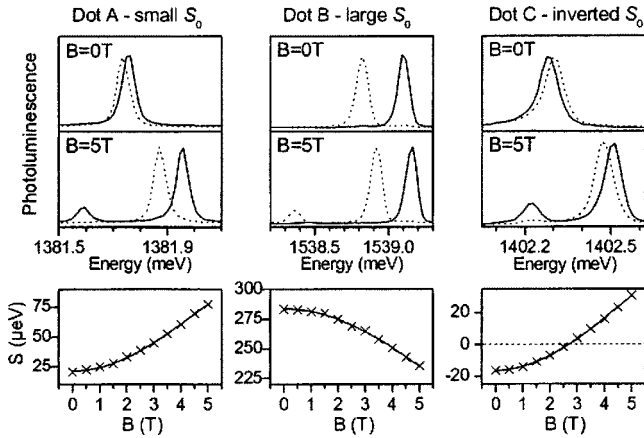 Dot A - small S₀ Dot B - large S₀ Dot C - inverted S₀
B=0T B=0T B=0T
Photoluminescence
B=5T B=5T B=5T
1381.5 1381.9 1538.5 1539.0 1402.2 1402.5
Energy (meV) Energy (meV) Energy (meV)
S (µeV)
75 300 20
50 275 0
25 250 -20
225
0 1 2 3 4 5 0 1 2 3 4 5 0 1 2 3 4 5
B (T) B (T) B (T)